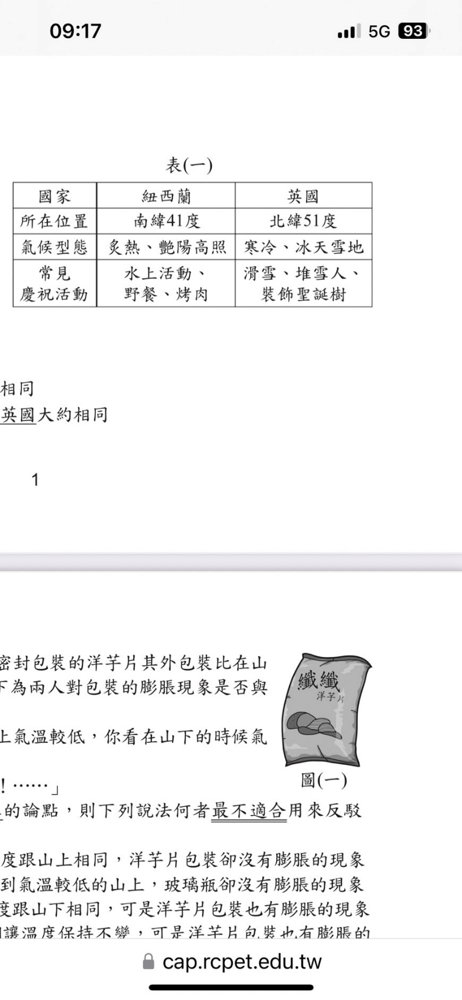 09:17 5G 93
表(一)
國家 紐西蘭 英國
所在位置 南緯41度 北緯51度
氣候型態 炙熱、艷陽高照 寒冷、冰天雪地
常見 水上活動、 滑雪、堆雪人、
慶祝活動 野餐、烤肉 裝飾聖誕樹
相同
英國大約相同
1
密封包裝的洋芋片其外包裝比在山
下為兩人對包裝的膨脹現象是否與
纖纖
洋芋片
上氣溫較低，你看在山下的時候氣
圖(一)
！……」
的論點，則下列說法何者最不適合用來反駁
度跟山上相同，洋芋片包裝卻沒有膨脹的現象
到氣溫較低的山上，玻璃瓶卻沒有膨脹的現象
度跟山下相同，可是洋芋片包裝也有膨脹的現象
讓溫度保持不變，可是洋芋片包裝也有膨脹的
cap.rcpet.edu.tw